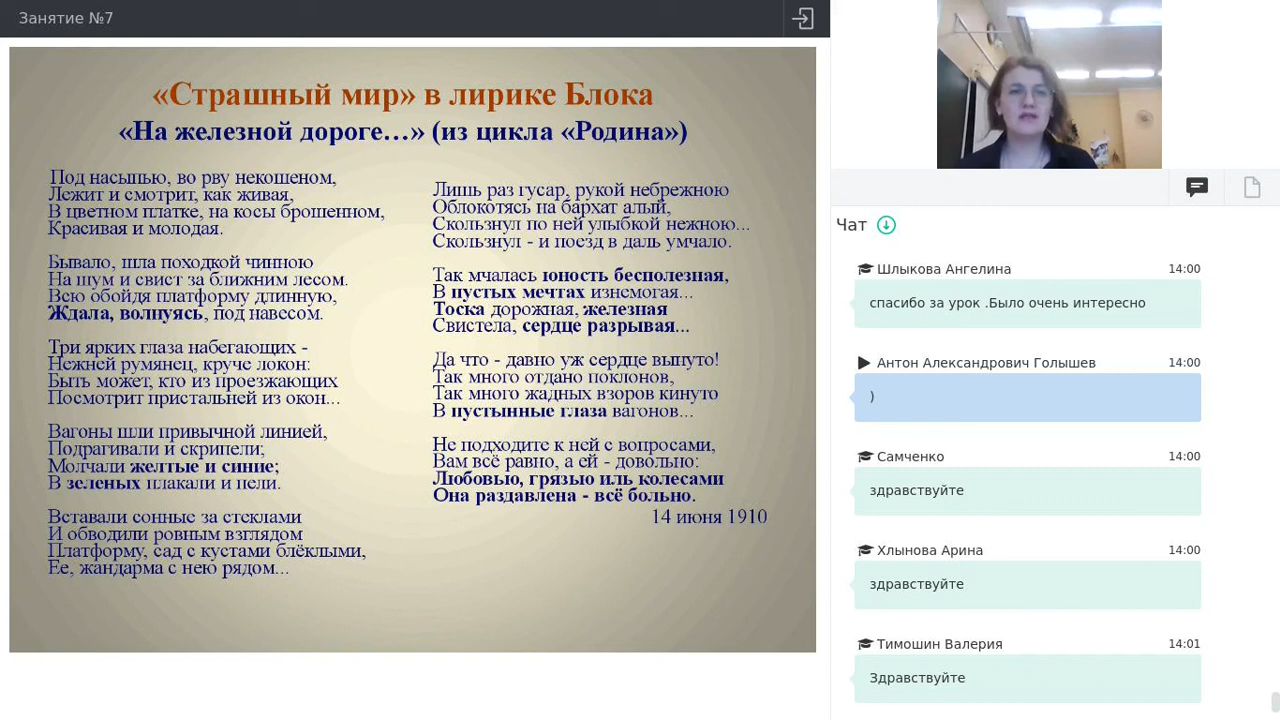 Занятие №7
«Страшный мир» в лирике Блока
«На железной дороге…» (из цикла «Родина»)
Под насыпью, во рву некошеном,
Лежит и смотрит, как живая,
В цветном платке, на косы брошенном,
Красивая и молодая.
Бывало, шла походкой чинною
На шум и свист за ближним лесом.
Всю обойдя платформу длинную,
Ждала, волнуясь, под навесом.
Три ярких глаза набегающих -
Нежней румянец, круче локон:
Быть может, кто из проезжающих
Посмотрит пристальней из окон...
Вагоны шли привычной линией,
Подрагивали и скрипели;
Молчали желтые и синие;
В зеленых плакали и пели.
Вставали сонные за стеклами
И обводили ровным взглядом
Платформу, сад с кустами блёклыми,
Ее, жандарма с нею рядом...
Лишь раз гусар, рукой небрежною
Облокотясь на бархат алый,
Скользнул по ней улыбкой нежною...
Скользнул - и поезд в даль умчало.
Так мчалась юность бесполезная,
В пустых мечтах изнемогая...
Тоска дорожная, железная
Свистела, сердце разрывая...
Да что - давно уж сердце вынуто!
Так много отдано поклонов,
Так много жадных взоров кинуто
В пустынные глаза вагонов...
Не подходите к ней с вопросами,
Вам всё равно, а ей - довольно:
Любовью, грязью иль колесами
Она раздавлена - всё больно.
14 июня 1910
Чат
Шлыкова Ангелина 14:00
спасибо за урок .Было очень интересно
Антон Александрович Голышев 14:00
)
Самченко 14:00
здравствуйте
Хлынова Арина 14:00
здравствуйте
Тимошин Валерия 14:01
Здравствуйте